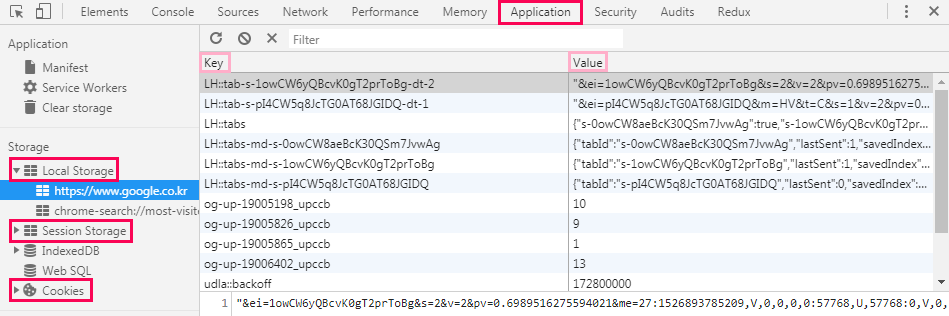 Elements Console Sources Network Performance Memory Application Security Audits Redux
Filter
Application
Manifest
Service Workers
Clear storage
Storage
Local Storage
https://www.google.co.kr
chrome-search://most-visite
Session Storage
IndexedDB
Web SQL
Cookies
Key Value
LH::tab-s-1owCW6yQBcvK0gT2prToBg-dt-2 "&ei=1owCW6yQBcvK0gT2prToBg&s=2&v=2&pv=0.6989516275...
LH::tab-s-pI4CW5q8JcTG0AT68JGIDQ-dt-1 "&ei=pI4CW5q8JcTG0AT68JGIDQ&m=HV&t=C&s=1&v=2&pv=0...
LH::tabs {"s-0owCW8aeBcK30QSm7JvwAg":true,"s-1owCW6yQBcvK0gT2pr...
LH::tabs-md-s-0owCW8aeBcK30QSm7JvwAg {"tabId":"s-0owCW8aeBcK30QSm7JvwAg","lastSent":1,"savedIndex"...
LH::tabs-md-s-1owCW6yQBcvK0gT2prToBg {"tabId":"s-1owCW6yQBcvK0gT2prToBg","lastSent":1,"savedIndex":...
LH::tabs-md-s-pI4CW5q8JcTG0AT68JGIDQ {"tabId":"s-pI4CW5q8JcTG0AT68JGIDQ","lastSent":0,"savedIndex":...
og-up-19005198_upccb 10
og-up-19005826_upccb 9
og-up-19005865_upccb 1
og-up-19006402_upccb 13
udla::backoff 172800000
1 "&ei=1owCW6yQBcvK0gT2prToBg&s=2&v=2&pv=0.6989516275594021&me=27:1526893785209,V,0,0,0,0:57768,U,57768:0,V,0,